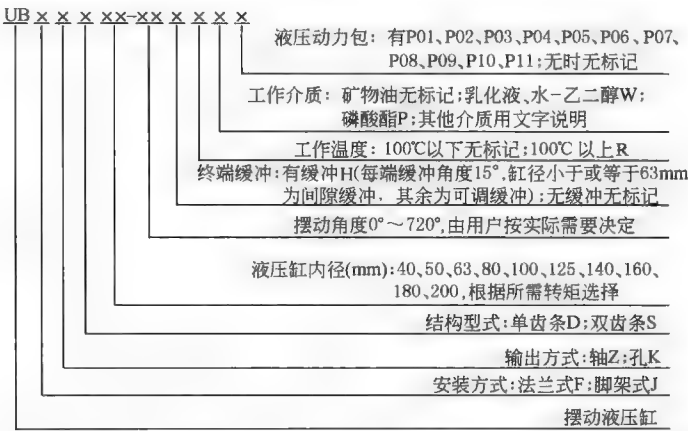 UB × × × ××-×× × × × ×
液压动力包：有P01、P02、P03、P04、P05、P06、P07、
P08、P09、P10、P11；无时无标记
工作介质：矿物油无标记；乳化液、水-乙二醇W；
磷酸酯P；其他介质用文字说明
工作温度：100℃以下无标记；100℃以上R
终端缓冲：有缓冲H(每端缓冲角度15°，缸径小于或等于63mm
为间隙缓冲，其余为可调缓冲)；无缓冲无标记
摆动角度0°～720°，由用户按实际需要决定
液压缸内径(mm)：40、50、63、80、100、125、140、160、
180、200，根据所需转矩选择
结构型式：单齿条D；双齿条S
输出方式：轴Z；孔K
安装方式：法兰式F；脚架式J
摆动液压缸